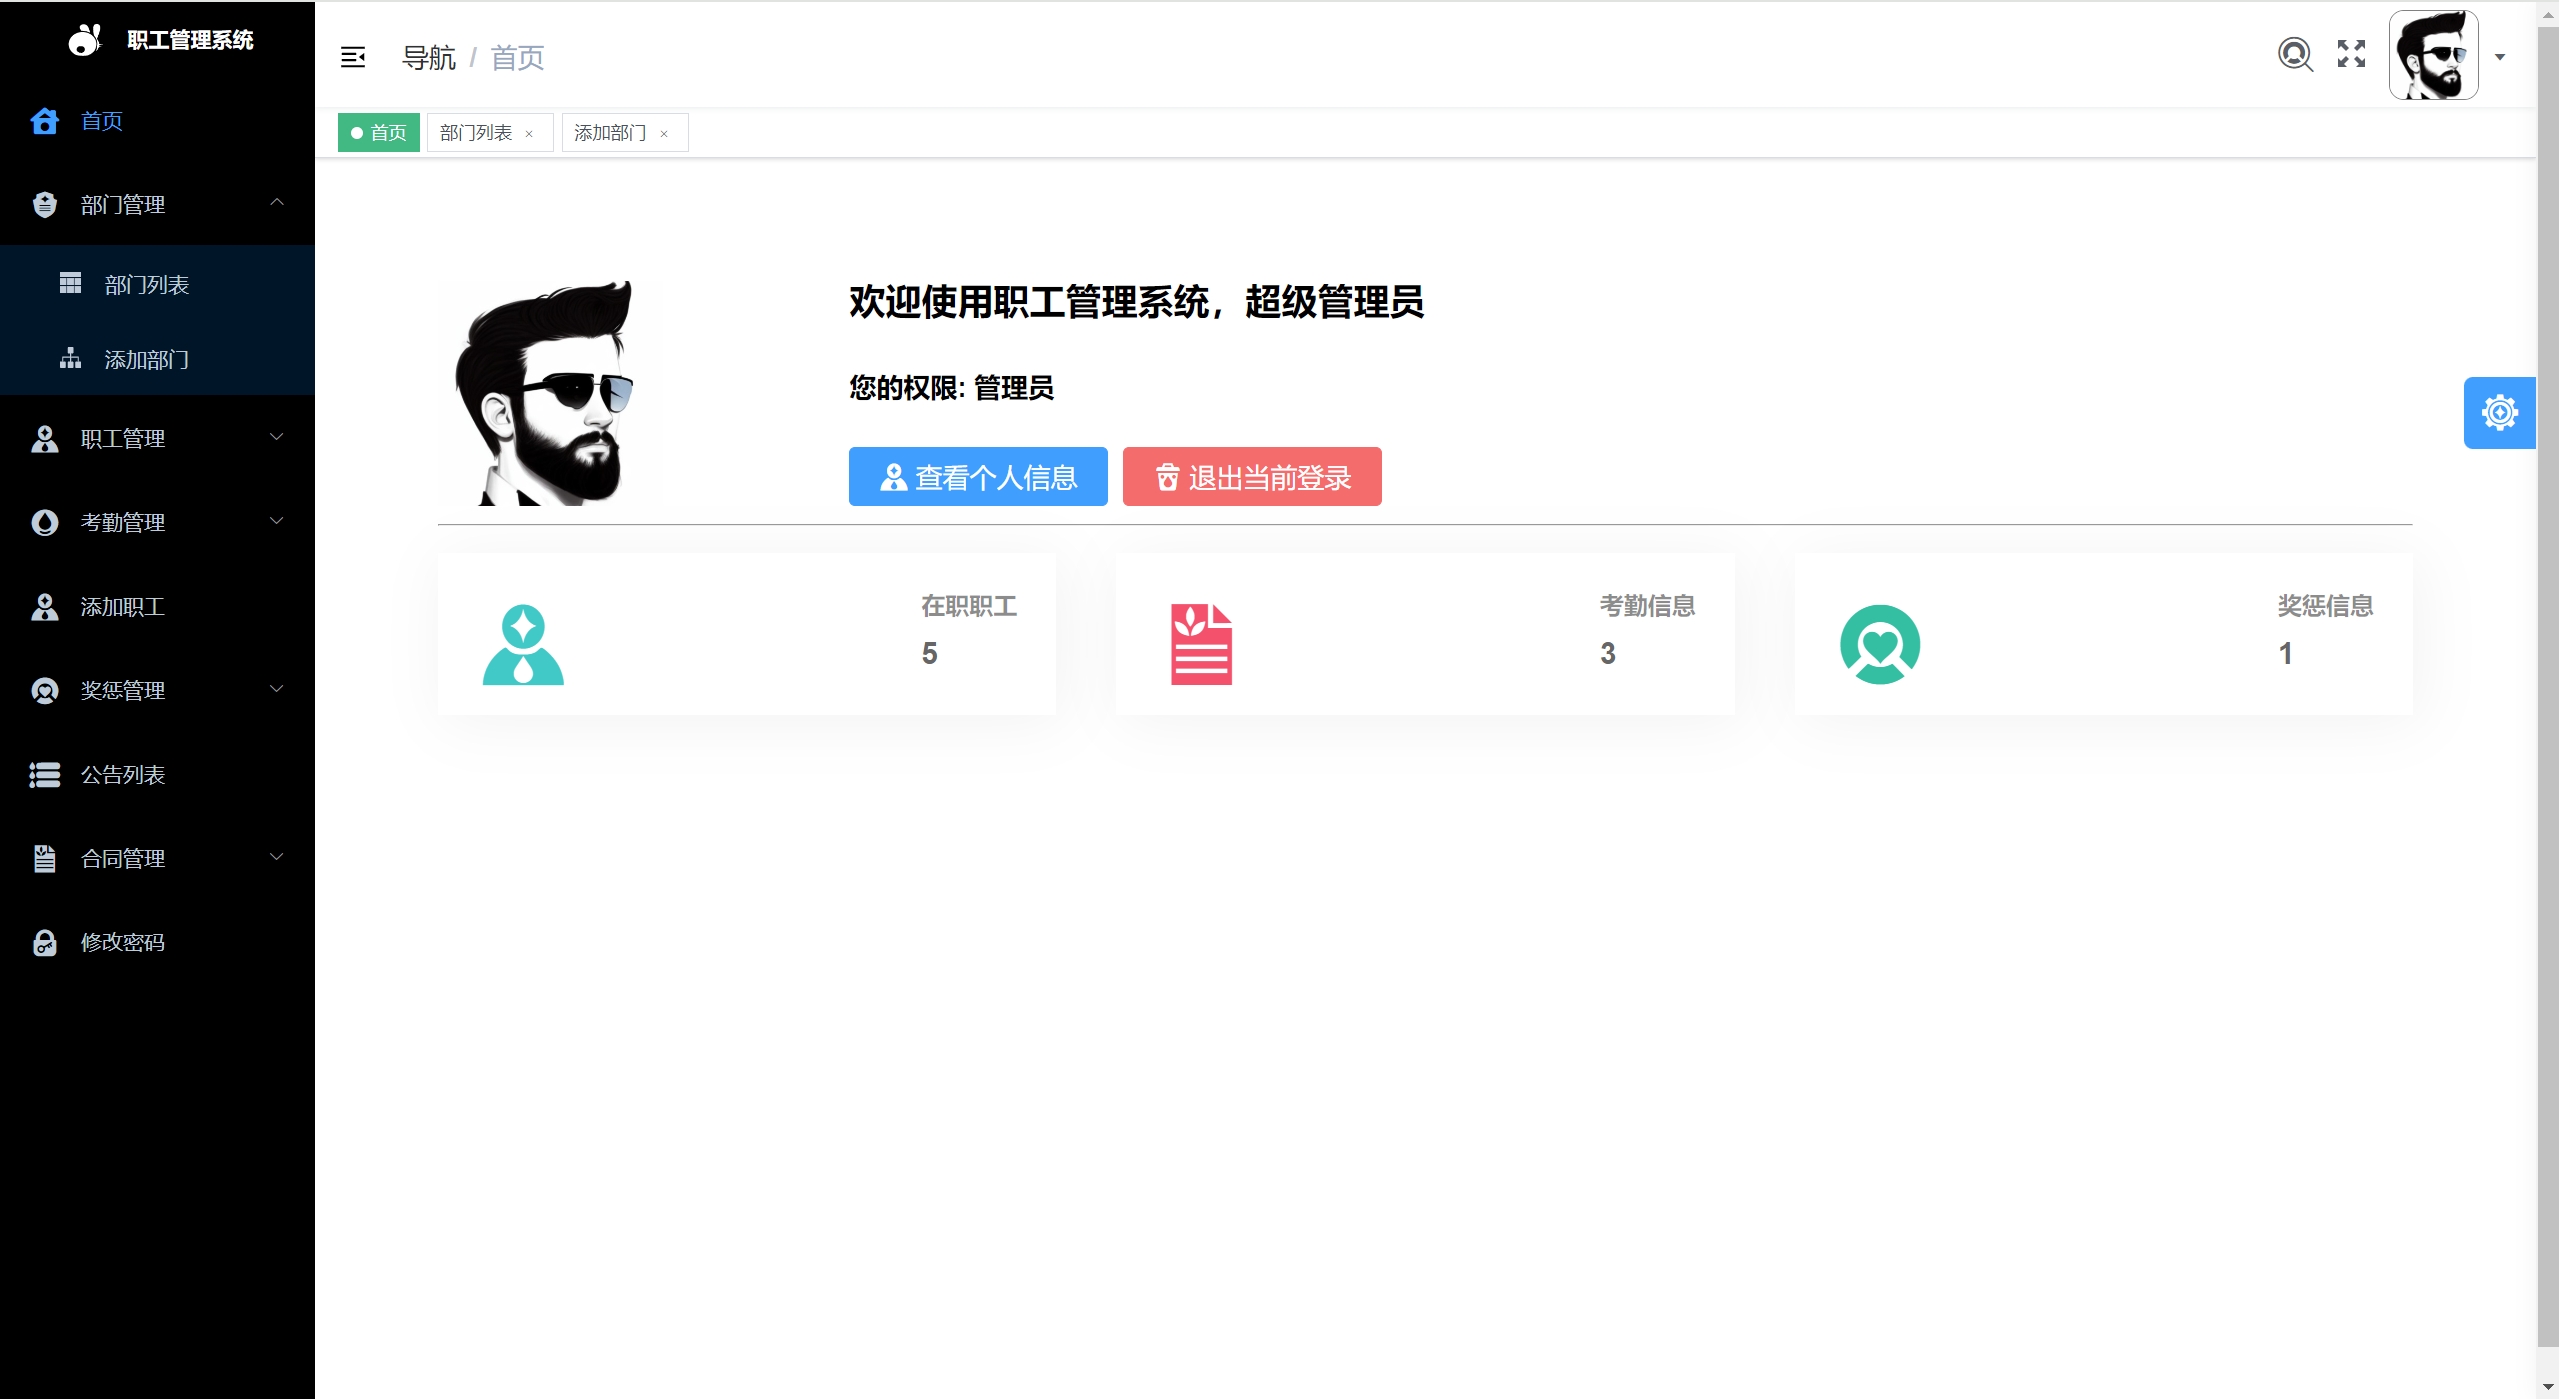 职工管理系统
首页
部门管理
部门列表
添加部门
职工管理
考勤管理
添加职工
奖惩管理
公告列表
合同管理
修改密码
导航 / 首页
首页 部门列表 × 添加部门 ×
欢迎使用职工管理系统，超级管理员
您的权限: 管理员
查看个人信息 退出当前登录
在职职工
5
考勤信息
3
奖惩信息
1